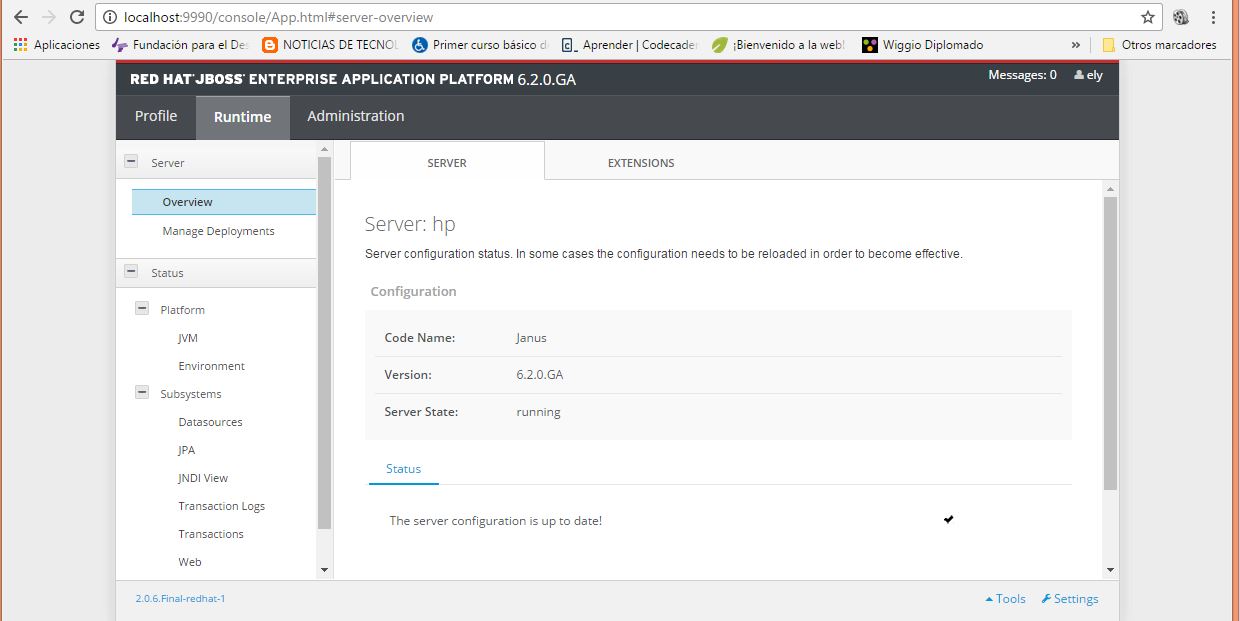 localhost:9990/console/App.html#server-overview
Aplicaciones Fundación para el Des NOTICIAS DE TECNOL Primer curso básico d Aprender | Codecader ¡Bienvenido a la web! Wiggio Diplomado » Otros marcadores
RED HAT JBOSS ENTERPRISE APPLICATION PLATFORM 6.2.0.GA Messages: 0 ely
Profile Runtime Administration
Server
Overview
Manage Deployments
Status
Platform
JVM
Environment
Subsystems
Datasources
JPA
JNDI View
Transaction Logs
Transactions
Web
SERVER EXTENSIONS
Server: hp
Server configuration status. In some cases the configuration needs to be reloaded in order to become effective.
Configuration
Code Name: Janus
Version: 6.2.0.GA
Server State: running
Status
The server configuration is up to date!
2.0.6.Final-redhat-1 Tools Settings